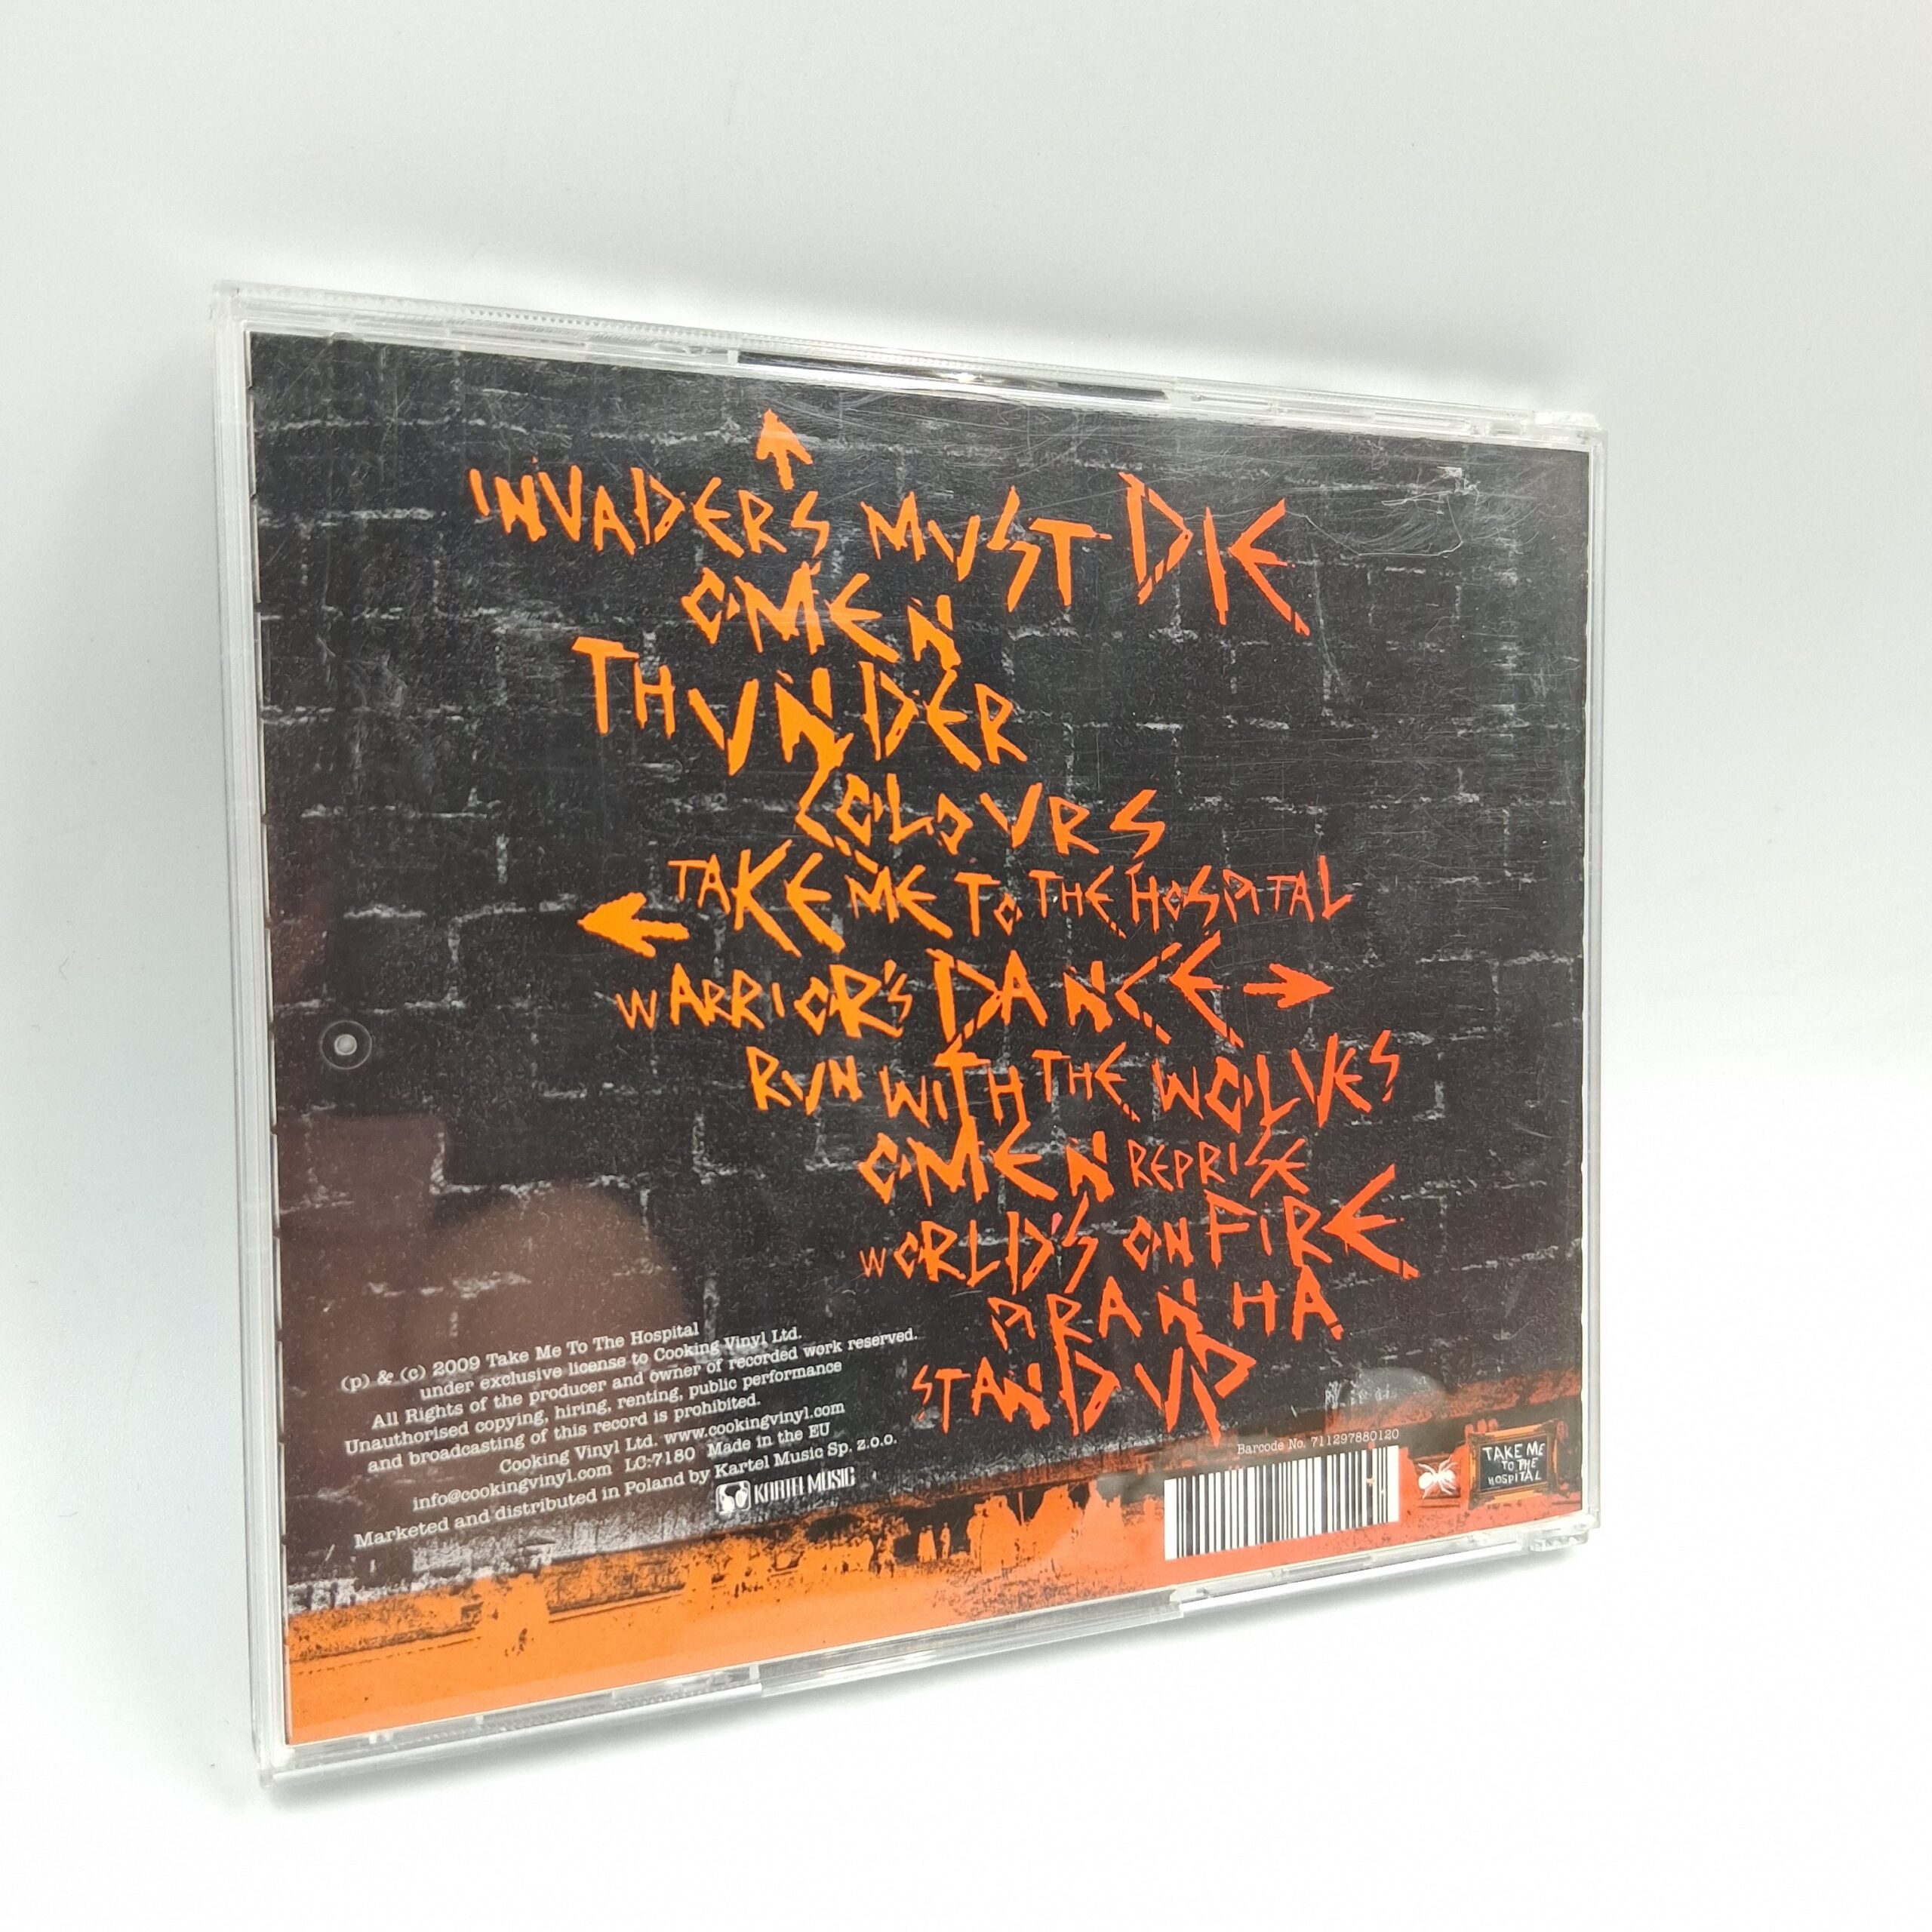 INVADERS MUST DIE
OMEN
THUNDER
COLOURS
TAKE ME TO THE HOSPITAL
WARRIOR'S DANCE
RUN WITH THE WOLVES
OMEN REPRISE
WORLD'S ON FIRE
PIRANHA
STAND UP
(p) & (c) 2009 Take Me To The Hospital
under exclusive license to Cooking Vinyl Ltd.
All Rights of the producer and owner of recorded work reserved.
Unauthorised copying, hiring, renting, public performance
and broadcasting of this record is prohibited.
Cooking Vinyl Ltd. www.cookingvinyl.com
info@cookingvinyl.com LC:7180 Made in the EU
Marketed and distributed in Poland by Kartel Music Sp. z.o.o.
KARTEL MUSIC
Barcode No. 711297880120
TAKE ME
TO THE
HOSPITAL